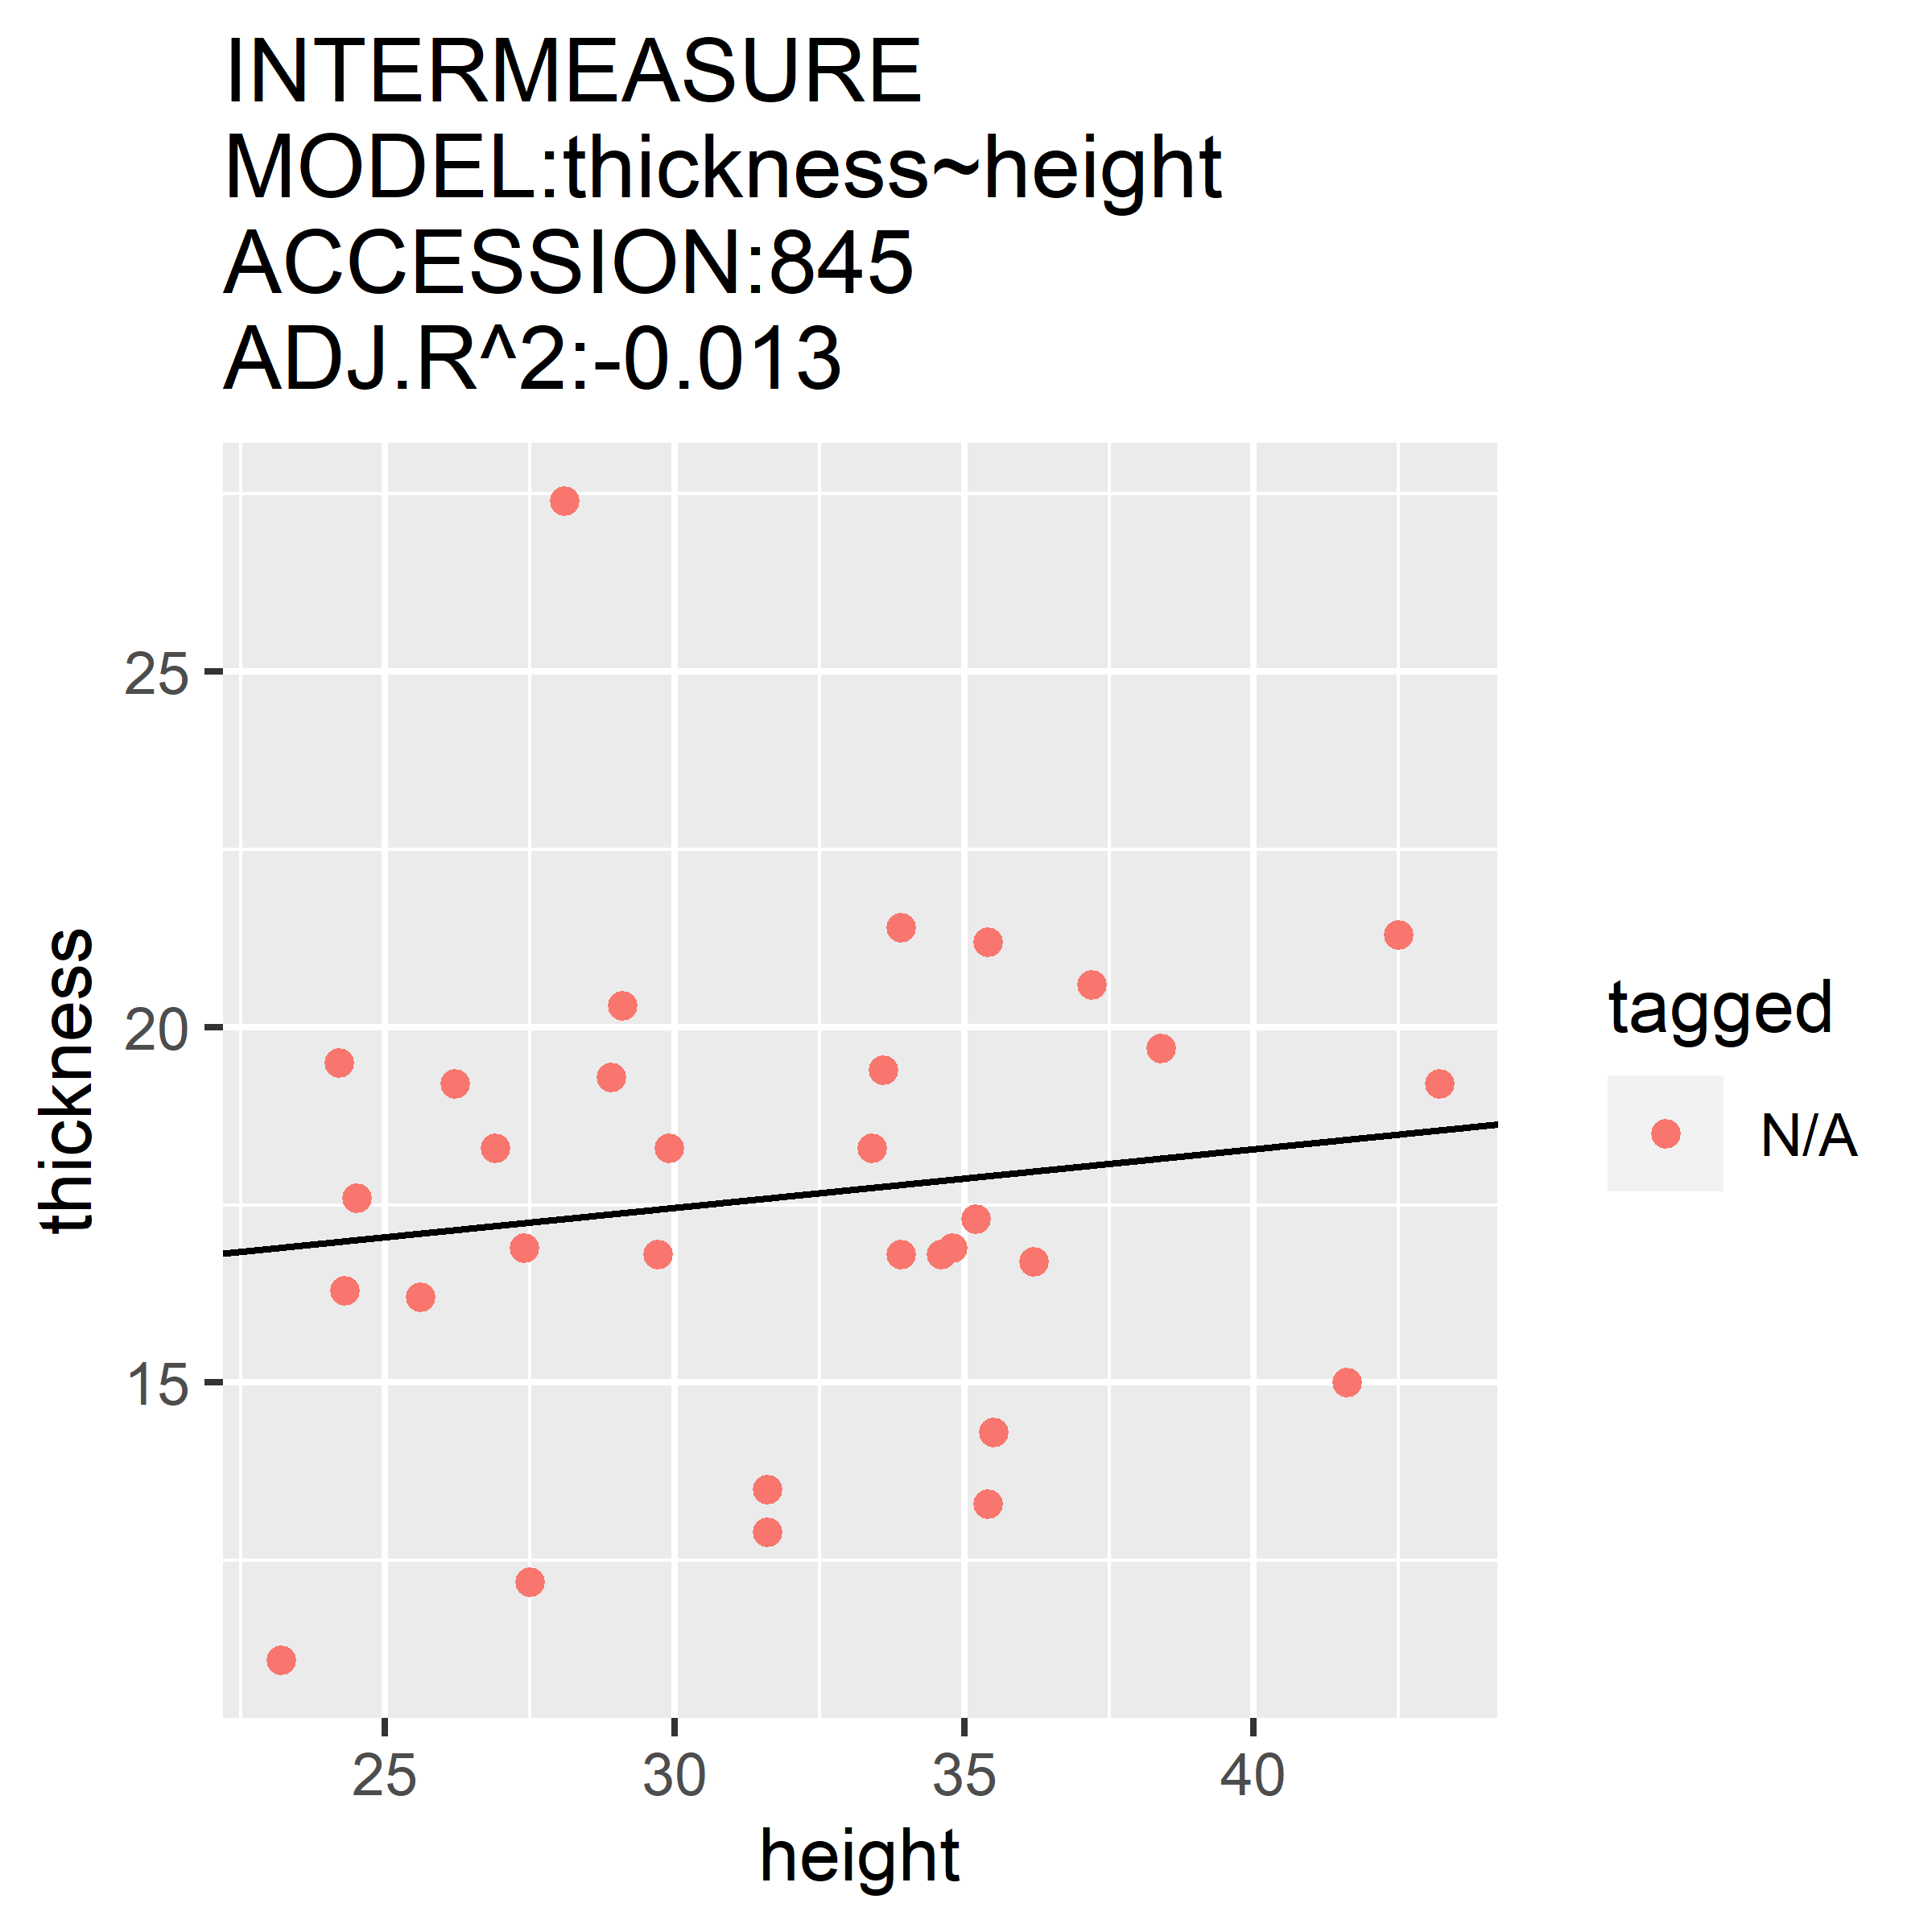 INTERMEASURE
MODEL:thickness~height
ACCESSION:845
ADJ.R^2:-0.013
25
20
15
thickness
25 30 35 40
height
tagged
N/A